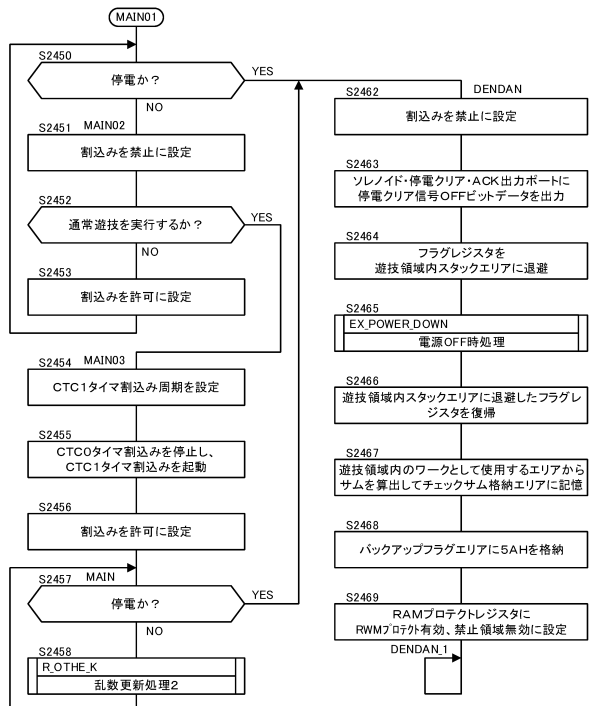 MAIN01
S2450
停電か？
YES
NO
S2451 MAIN02
割込みを禁止に設定
S2452
通常遊技を実行するか？
YES
NO
S2453
割込みを許可に設定
S2454 MAIN03
CTC1タイマ割込み周期を設定
S2455
CTC0タイマ割込みを停止し、
CTC1タイマ割込みを起動
S2456
割込みを許可に設定
S2457 MAIN
停電か？
YES
NO
S2458
R_OTHE_K
乱数更新処理2
S2462 DENDAN
割込みを禁止に設定
S2463
ソレノイド・停電クリア・ACK出力ポートに
停電クリア信号OFFビットデータを出力
S2464
フラグレジスタを
遊技領域内スタックエリアに退避
S2465
EX_POWER_DOWN
電源OFF時処理
S2466
遊技領域内スタックエリアに退避したフラグレ
ジスタを復帰
S2467
遊技領域内のワークとして使用するエリアから
サムを算出してチェックサム格納エリアに記憶
S2468
バックアップフラグエリアに5AHを格納
S2469
RAMプロテクトレジスタに
RWMプロテクト有効、禁止領域無効に設定
DENDAN_1